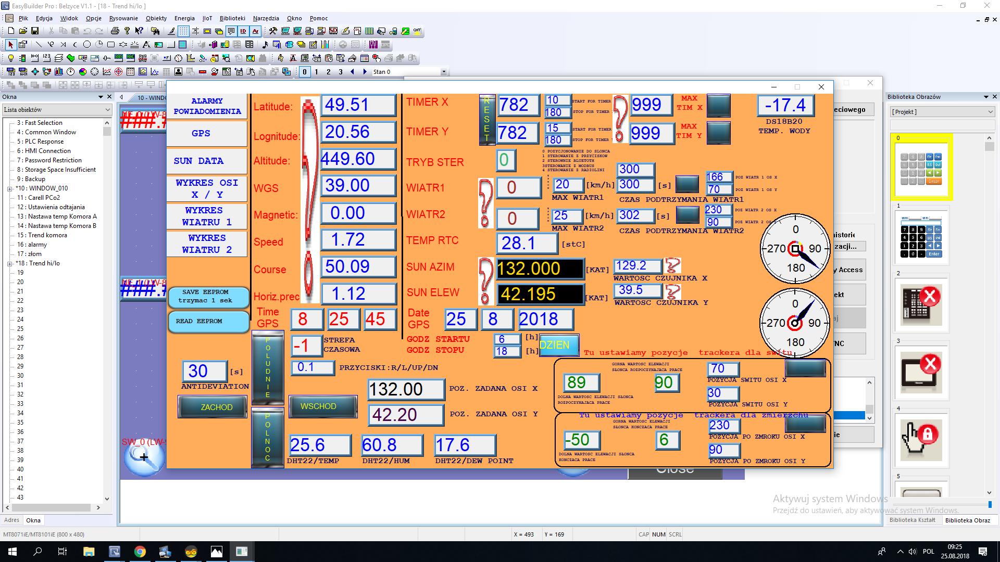 EasyBuilder Pro : Belzyce V1.1 - [18 - Trend hi/lo ]
Plik Edycja Widok Opcje Rysowanie Obiekty Energia IIoT Biblioteki Narzędzia Okno Pomoc
0 1 2 3 Stan 0
Okna
Lista obiektów
3 : Fast Selection
4 : Common Window
5 : PLC Response
6 : HMI Connection
7 : Password Restriction
8 : Storage Space Insufficient
9 : Backup
*10 : WINDOW_010
11 : Carell PCo2
12 : Ustawienia odtajania
13 : Nastawa temp Komora A
14 : Nastawa temp Komora B
15 : Trend komora
16 : alarmy
17 : złom
*18 : Trend hi/lo
19
20
21
22
23
24
25
26
27
28
29
30
31
32
33
34
35
36
37
38
39
40
41
42
43
Adres Okna
10 - WIND
ALARMY
POWIADOMIENIA
GPS
SUN DATA
WYKRES OSI
X / Y
WYKRES
WIATRU 1
WYKRES
WIATRU 2
SAVE EEPROM
trzymac 1 sek
READ EEPROM
Latitude: 49.51
Lognitude: 20.56
Altitude: 449.60
WGS 39.00
Magnetic: 0.00
Speed 1.72
Course 50.09
Horiz.prec 1.12
Time
GPS
8 25 45
TIMER X
RESET
782
10 START FOR TIMER
180 STOP FOR TIMER
999
MAX
TIM X
-17.4
DS18B20
TEMP. WODY
TIMER Y
782
15 START FOR TIMER
180 STOP FOR TIMER
999
MAX
TIM Y
TRYB STER
0
0 POZYCJONOWANIE DO SLONCA
1 STEROWANIE Z PRZYCISKOW
2 STEROWNIE BLUETOTH
3STEROWANIE Z MODBUS
4 STEROWANIE Z RADIOLINI
WIATR1
0
20 [km/h]
MAX WIATR1
300
300 [s]
CZAS PODTRZYMANIA WIATR1
166 POZ WIATR 1 OS X
70 POZ WIATR 1 OS Y
WIATR2
0
25 [km/h]
MAX WIATR2
302 [s]
CZAS PODTRZYMANIA WIATR2
230 POZ WIATR 2 OS X
90 POZ WIATR 2 OS Y
TEMP RTC
28.1 [stC]
SUN AZIM
132.000 [KAT]
129.2
WARTOSC CZUJNIKA X
SUN ELEW
42.195 [KAT]
39.5
WARTOSC CZUJNIKA Y
0 90 180 270
0 90 180 270
Date
GPS
25 8 2018
GODZ STARTU 6 [h]
GODZ STOPU 18 [h]
DZIEN
-1
STREFA
CZASOWA
0.1 PRZYCISKI:R/L/UP/DN
30 [s]
ANTIDEVIATION
ZACHOD
POLUDNIE
POLNOC
WSCHOD
132.00 POZ. ZADANA OSI X
42.20 POZ. ZADANA OSI Y
25.6
DHT22/TEMP
60.8
DHT22/HUM
17.6
DHT22/DEW POINT
Tu ustawiamy pozycje trackera dla switu
GORNA WARTOSC ELEWACJI
SŁONCA ROZPOCZYNAJACA PRACE
89 90
DOLNA WARTOSC ELEWACJI SŁONCA
ROZPOCZYNAJACA PRACE
70
POZYCJA SWITU OSI X
30
POZYCJA SWITU OSI Y
Tu ustawiamy pozycje trackera dla zmierzchu
GORNA WARTOSC ELEWACJI
SŁONCA KONCZACA PRACE
-50 6
DOLNA WARTOSC ELEWACJI SŁONCA
KONCZACA PRACE
230
POZYCJA PO ZMROKU OSI X
90
POZYCJA PO ZMROKU OSI Y
Close
eciowego
zacji...
y Access
Biblioteka Obrazów
[ Projekt ]
0
1
2
3
4
5
Aktywuj system Windows
Przejdź do ustawień, aby aktywować system Windows.
Biblioteka Kształt Biblioteka Obraz
MT8071iE/MT8101iE (800 x 480)
X = 493 Y = 169
CAP NUM SCRL
POL
09:25
25.08.2018